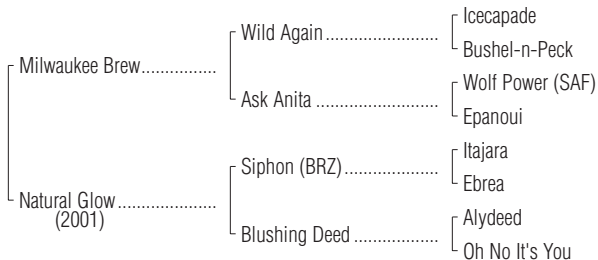 Icecapade
Wild Again........................
Bushel-n-Peck
Milwaukee Brew................
Wolf Power (SAF)
Ask Anita ..........................
Epanoui
Itajara
Siphon (BRZ)....................
Ebrea
Natural Glow.....................
(2001)
Alydeed
Blushing Deed ..................
Oh No It's You